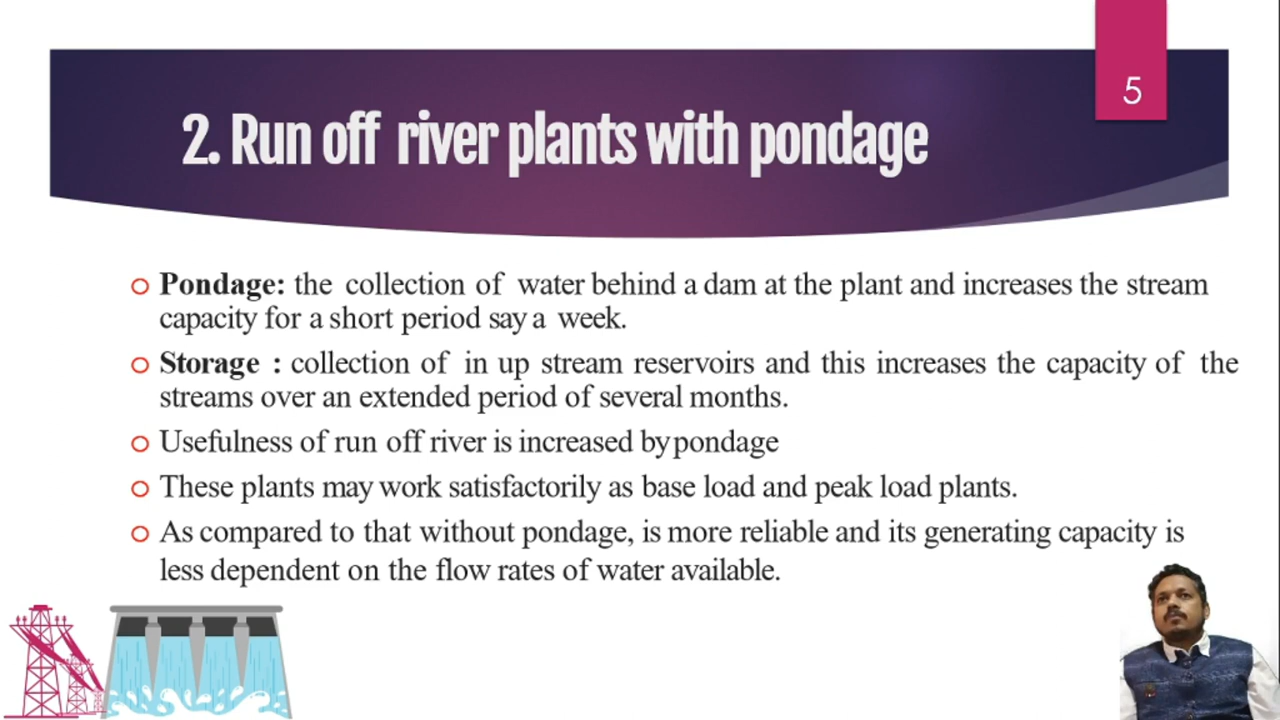 5
2. Run off river plants with pondage
Pondage: the collection of water behind a dam at the plant and increases the stream
capacity for a short period say a week.
Storage : collection of in up stream reservoirs and this increases the capacity of the
streams over an extended period of several months.
Usefulness of run off river is increased by pondage
These plants may work satisfactorily as base load and peak load plants.
As compared to that without pondage, is more reliable and its generating capacity is
less dependent on the flow rates of water available.